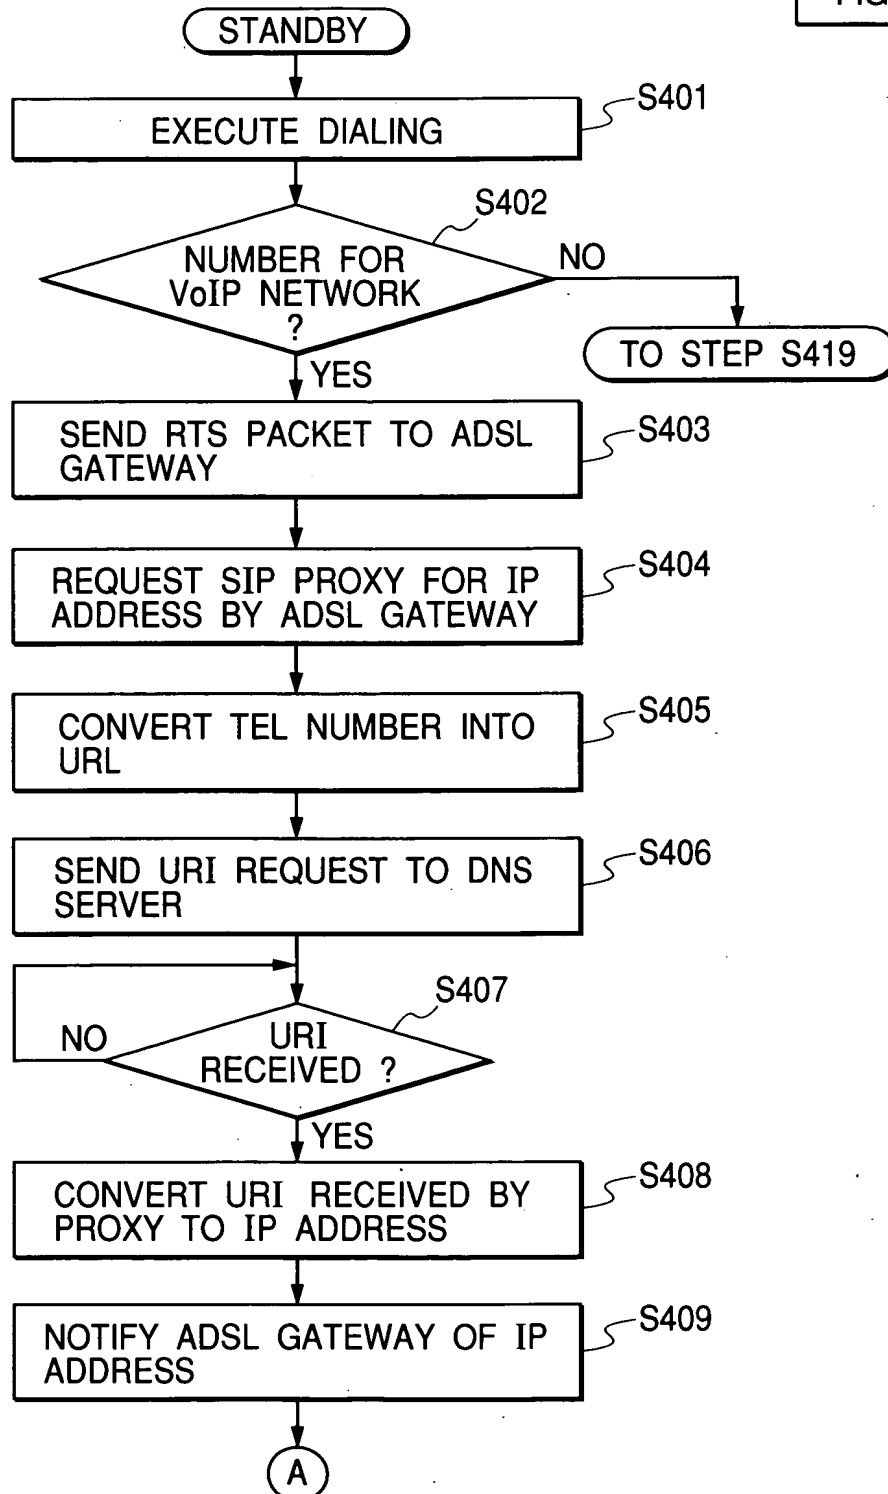 STANDBY
EXECUTE DIALING
S401
S402
NUMBER FOR
VoIP NETWORK
?
NO
TO STEP S419
YES
SEND RTS PACKET TO ADSL
GATEWAY
S403
REQUEST SIP PROXY FOR IP
ADDRESS BY ADSL GATEWAY
S404
CONVERT TEL NUMBER INTO
URL
S405
SEND URI REQUEST TO DNS
SERVER
S406
S407
URI
RECEIVED ?
NO
YES
CONVERT URI RECEIVED BY
PROXY TO IP ADDRESS
S408
NOTIFY ADSL GATEWAY OF IP
ADDRESS
S409
A